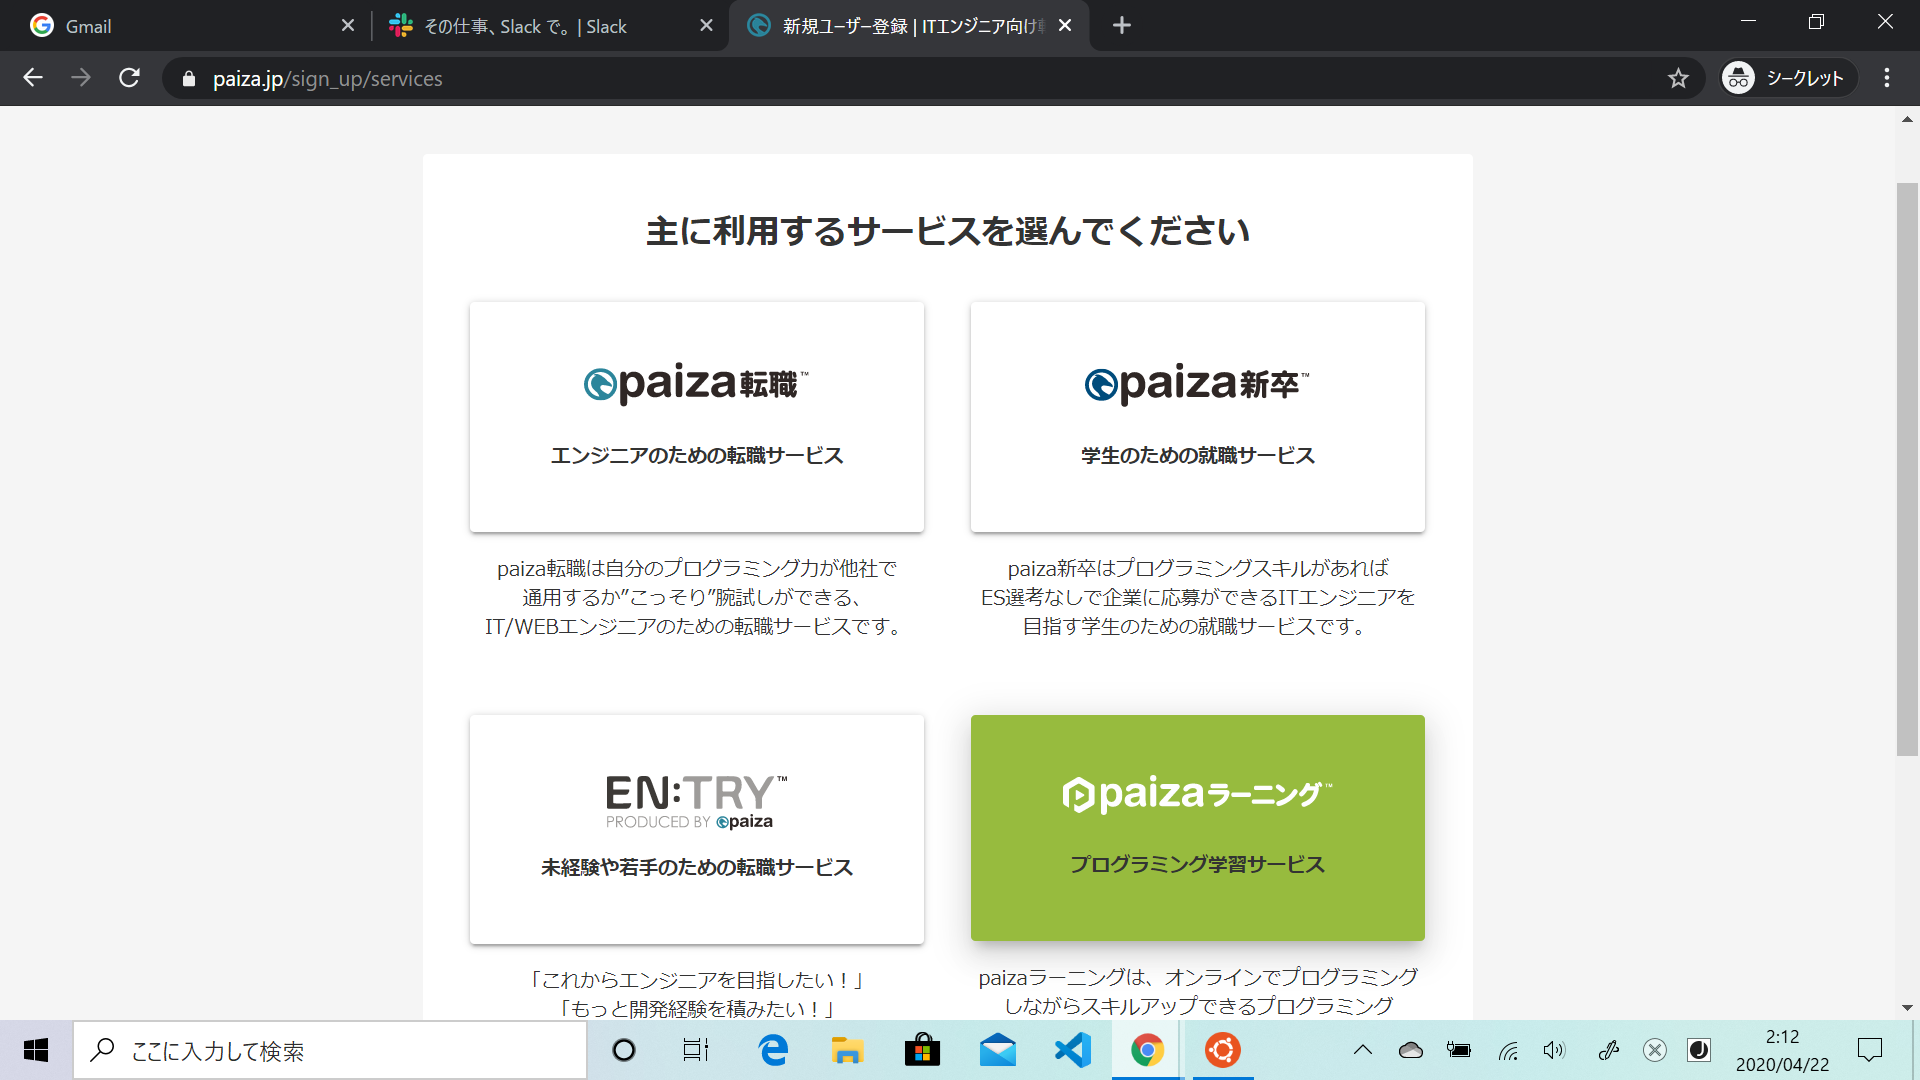 Gmail
その仕事、Slack で。 | Slack
新規ユーザー登録 | ITエンジニア向け
paiza.jp/sign_up/services
シークレット
主に利用するサービスを選んでください
paiza転職™
paiza新卒™
エンジニアのための転職サービス
学生のための就職サービス
paiza転職は自分のプログラミング力が他社で
通用するか”こっそり”腕試しができる、
IT/WEBエンジニアのための転職サービスです。
paiza新卒はプログラミングスキルがあれば
ES選考なしで企業に応募ができるITエンジニアを
目指す学生のための就職サービスです。
EN:TRY™
PRODUCED BY paiza
未経験や若手のための転職サービス
paizaラーニング™
プログラミング学習サービス
「これからエンジニアを目指したい！」
「もっと開発経験を積みたい！」
paizaラーニングは、オンラインでプログラミング
しながらスキルアップできるプログラミング
ここに入力して検索
2:12
2020/04/22